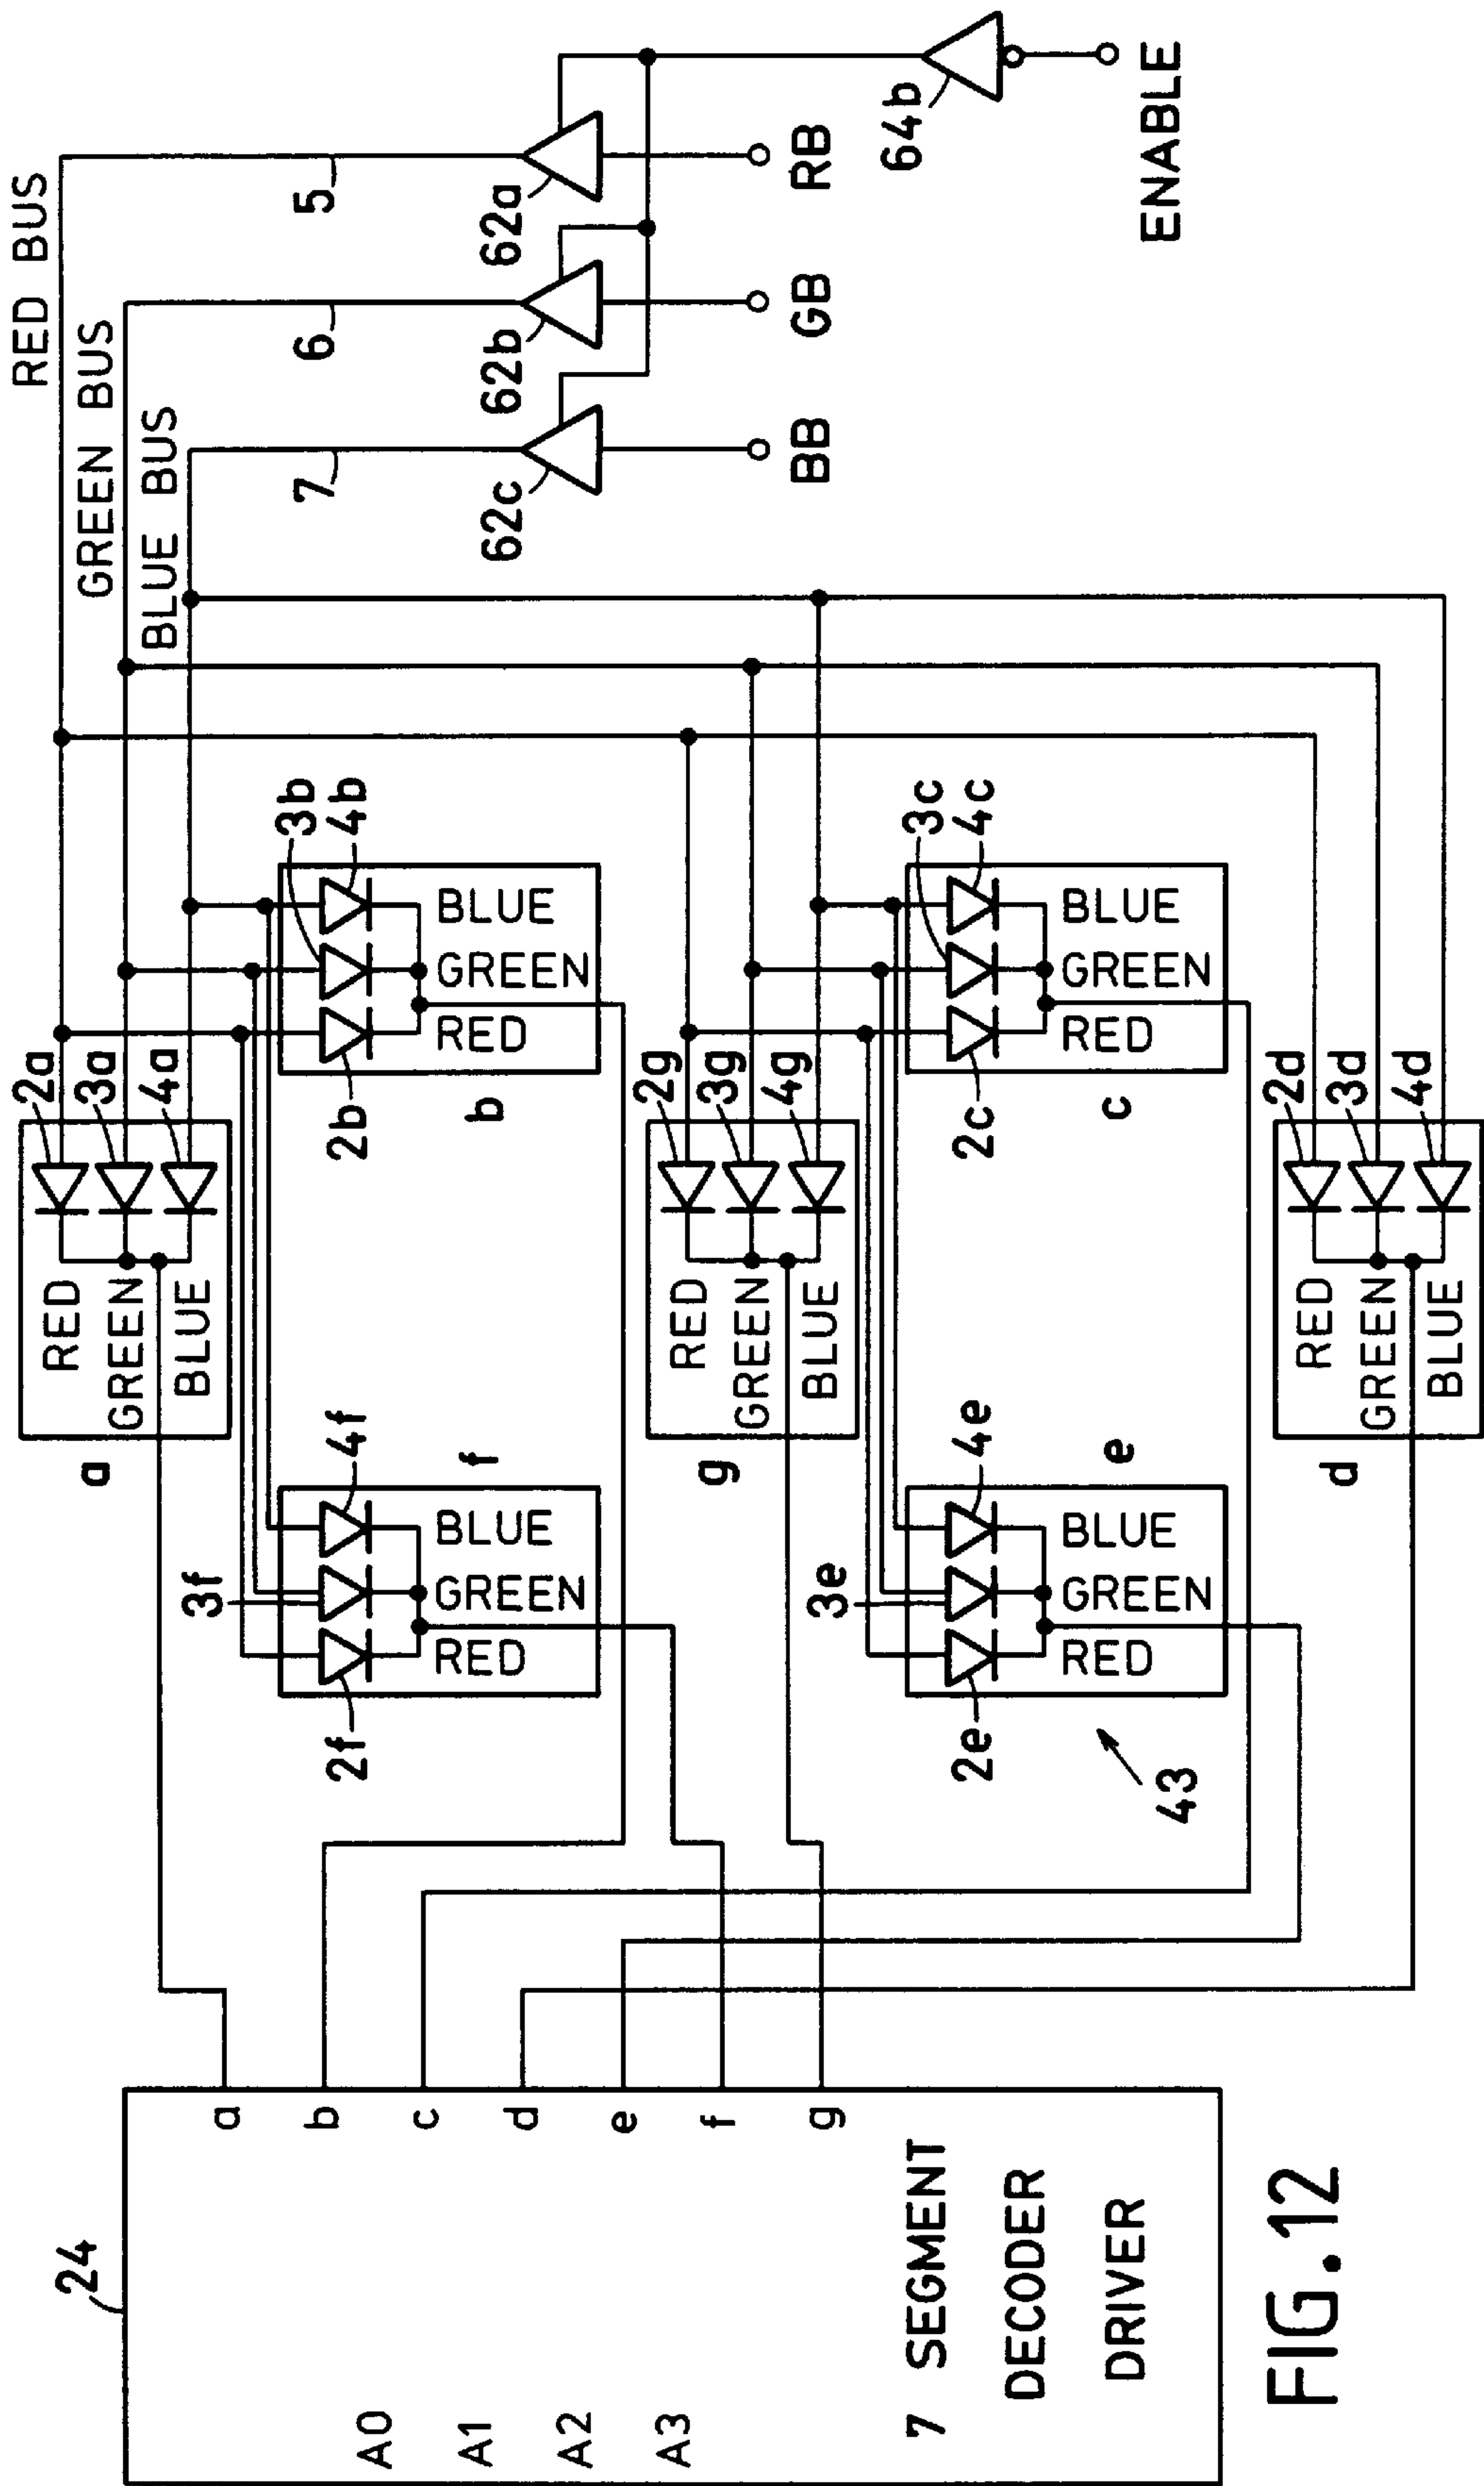 24
A0
A1
A2
A3
7 SEGMENT
DECODER
DRIVER
a
b
c
d
e
f
g
a
RED
GREEN
BLUE
2a
3a
4a
2f
3f
4f
f
RED
GREEN
BLUE
2b
3b
4b
b
RED
GREEN
BLUE
g
RED
GREEN
BLUE
2g
3g
4g
2e
3e
4e
e
RED
GREEN
BLUE
43
2c
3c
4c
c
RED
GREEN
BLUE
d
RED
GREEN
BLUE
2d
3d
4d
RED BUS
GREEN BUS
BLUE BUS
7
6
5
62c
62b
62a
BB
GB
RB
64b
ENABLE
FIG.12